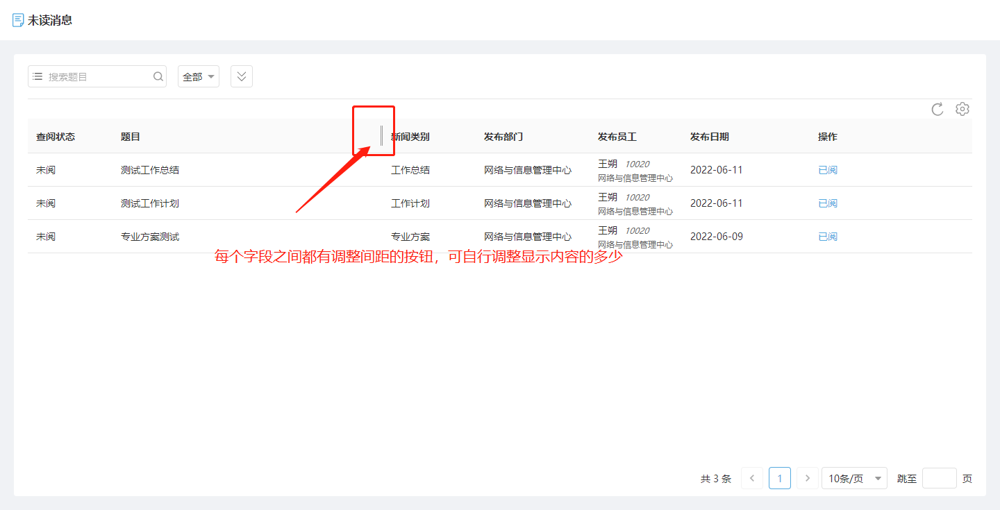 未读消息
搜索题目 全部
查阅状态 题目 新闻类别 发布部门 发布员工 发布日期 操作
未阅 测试工作总结 工作总结 网络与信息管理中心 王朔 10020 2022-06-11 已阅
网络与信息管理中心
未阅 测试工作计划 工作计划 网络与信息管理中心 王朔 10020 2022-06-11 已阅
网络与信息管理中心
未阅 专业方案测试 专业方案 网络与信息管理中心 王朔 10020 2022-06-09 已阅
网络与信息管理中心
每个字段之间都有调整间距的按钮，可自行调整显示内容的多少
共 3 条 1 10条/页 跳至 页